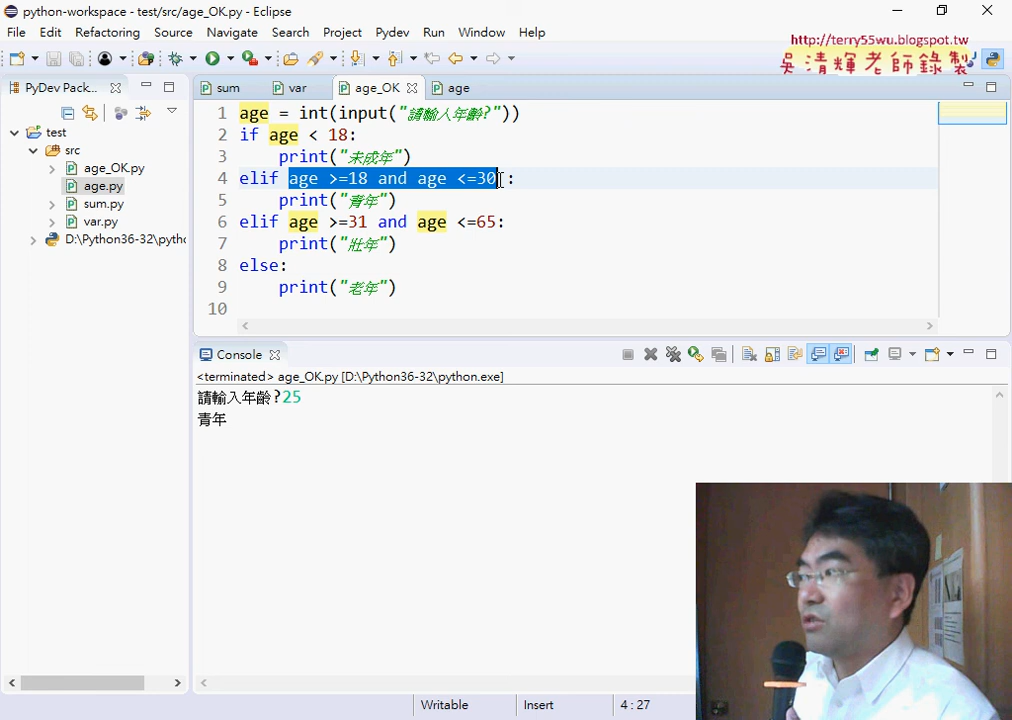 python-workspace - test/src/age_OK.py - Eclipse
File Edit Refactoring Source Navigate Search Project Pydev Run Window Help
http://terry55wu.blogspot.tw
吳清輝老師錄製
PyDev Pack...
sum
var
age_OK
age
test
src
age_OK.py
age.py
sum.py
var.py
D:\Python36-32\pytho
1 age = int(input("請輸入年齡?"))
2 if age < 18:
3 print("未成年")
4 elif age >=18 and age <=30:
5 print("青年")
6 elif age >=31 and age <=65:
7 print("壯年")
8 else:
9 print("老年")
10
Console
<terminated> age_OK.py [D:\Python36-32\python.exe]
請輸入年齡?25
青年
Writable Insert 4 : 27